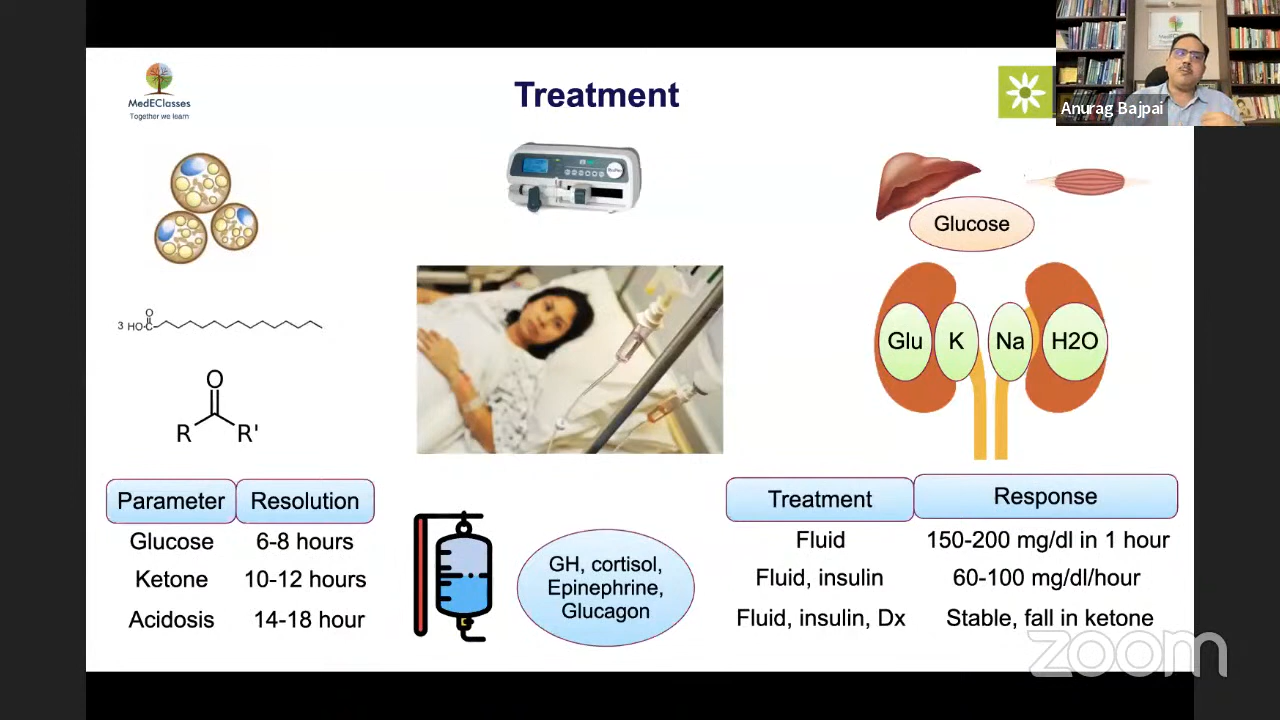 MedEClasses
Together we learn
Treatment
Anurag Bajpai
Glucose
Glu
K
Na
H2O
3 HO-C
O
O
R
R'
Parameter Resolution
Glucose 6-8 hours
Ketone 10-12 hours
Acidosis 14-18 hour
GH, cortisol,
Epinephrine,
Glucagon
Treatment Response
Fluid 150-200 mg/dl in 1 hour
Fluid, insulin 60-100 mg/dl/hour
Fluid, insulin, Dx Stable, fall in ketone
zoom